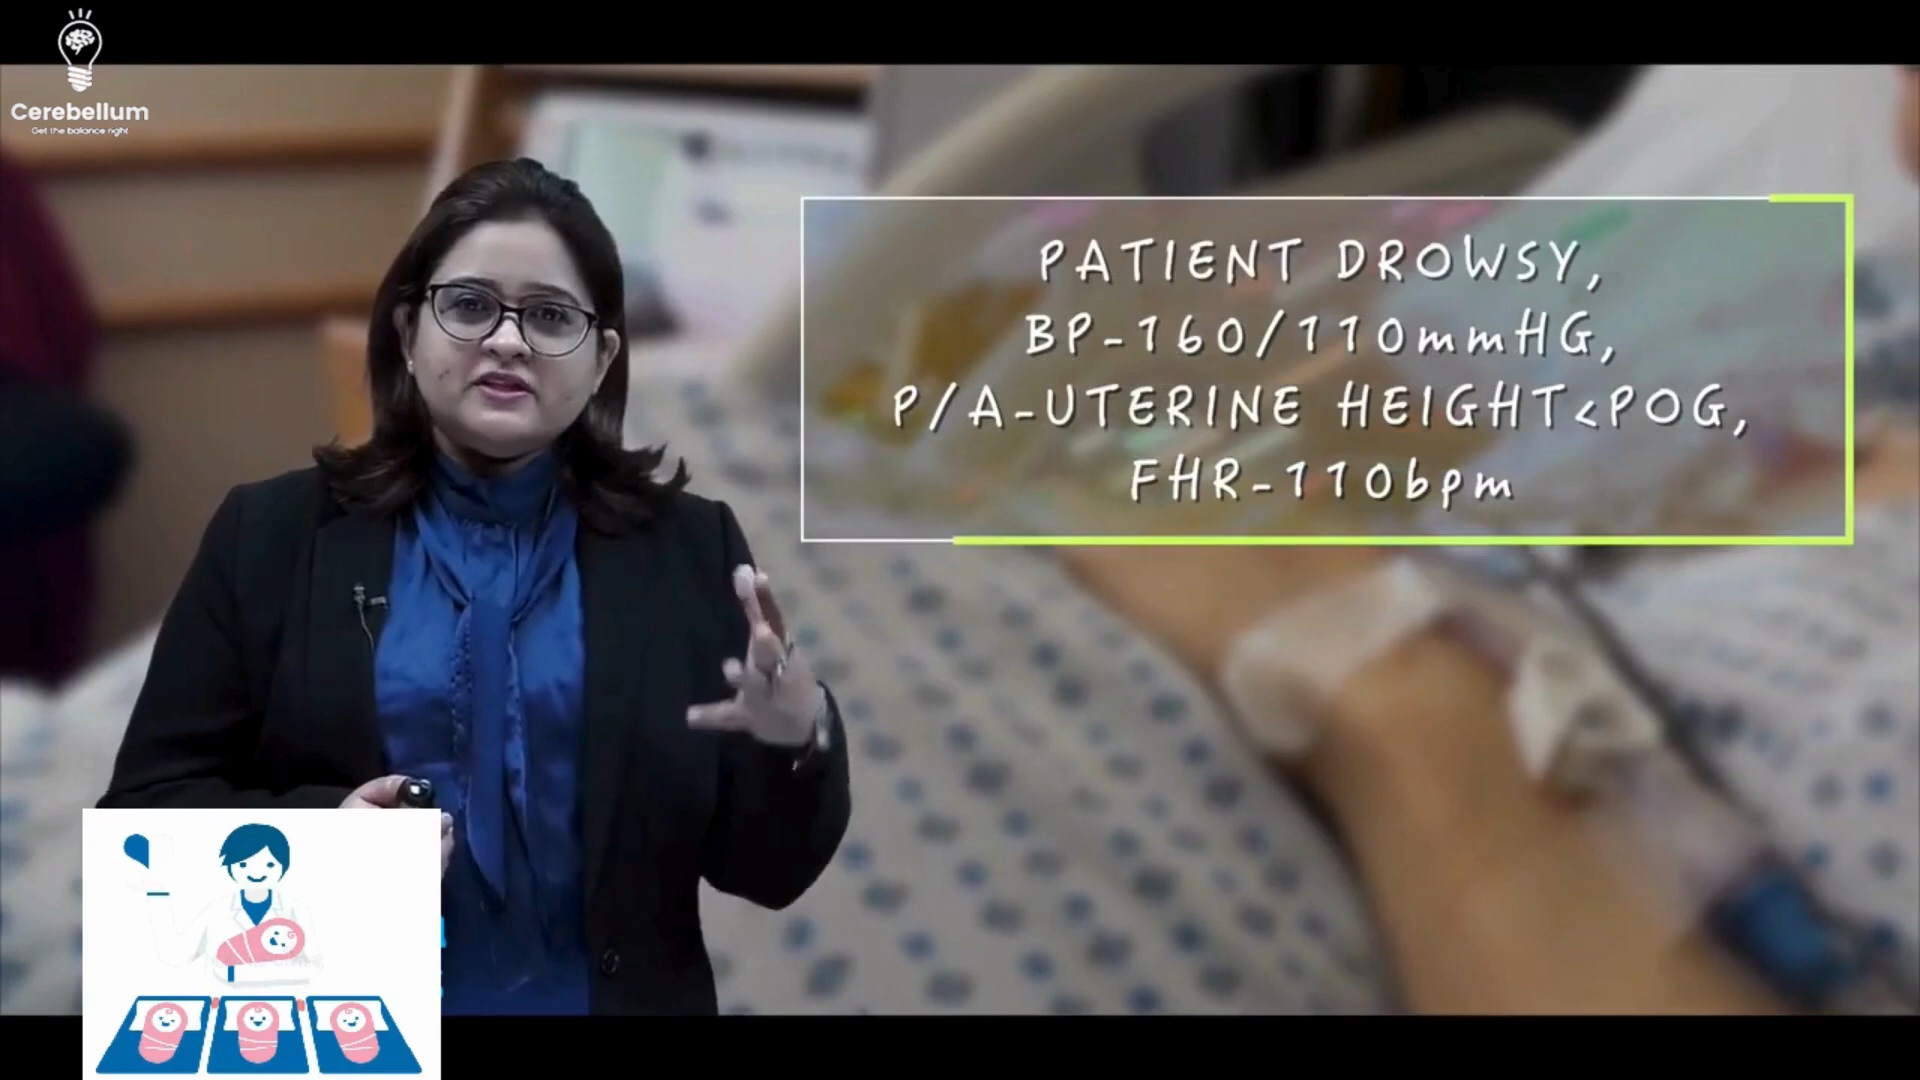 Cerebellum
Get the balance right
PATIENT DROWSY,
BP-160/110mmHG,
P/A-UTERINE HEIGHT<POG,
FHR-110bpm